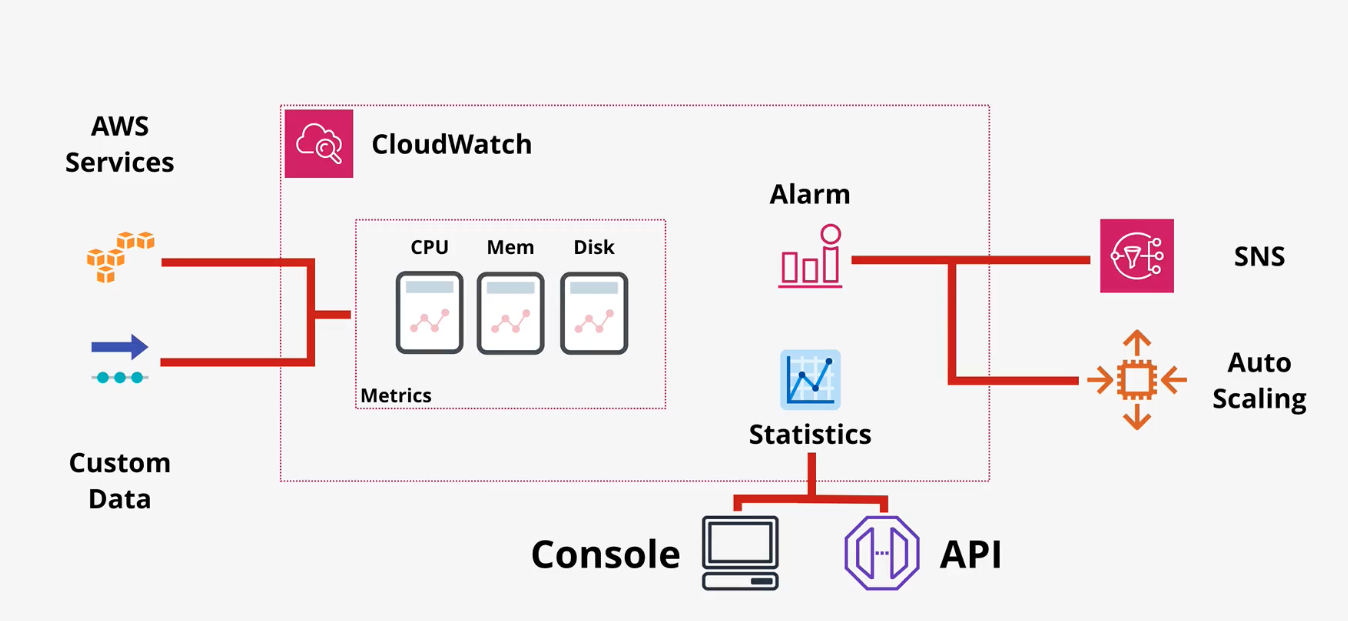 AWS
Services
CloudWatch
Alarm
CPU
Mem
Disk
SNS
Metrics
Auto
Scaling
Statistics
Custom
Data
Console
API